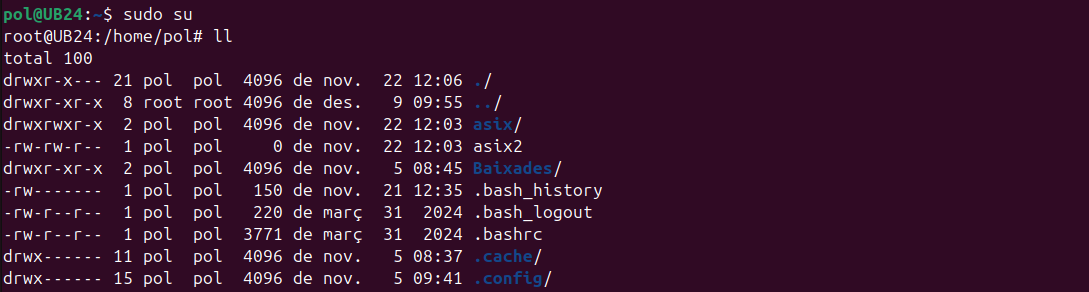 pol@UB24:~$ sudo su
root@UB24:/home/pol# ll
total 100
drwxr-x--- 21 pol  pol  4096 de nov.  22 12:06 ./
drwxr-xr-x  8 root root 4096 de des.   9 09:55 ../
drwxrwxr-x  2 pol  pol  4096 de nov.  22 12:03 asix/
-rw-rw-r--  1 pol  pol     0 de nov.  22 12:03 asix2
drwxr-xr-x  2 pol  pol  4096 de nov.   5 08:45 Baixades/
-rw-------  1 pol  pol   150 de nov.  21 12:35 .bash_history
-rw-r--r--  1 pol  pol   220 de març  31  2024 .bash_logout
-rw-r--r--  1 pol  pol  3771 de març  31  2024 .bashrc
drwx------ 11 pol  pol  4096 de nov.   5 08:37 .cache/
drwx------ 15 pol  pol  4096 de nov.   5 09:41 .config/